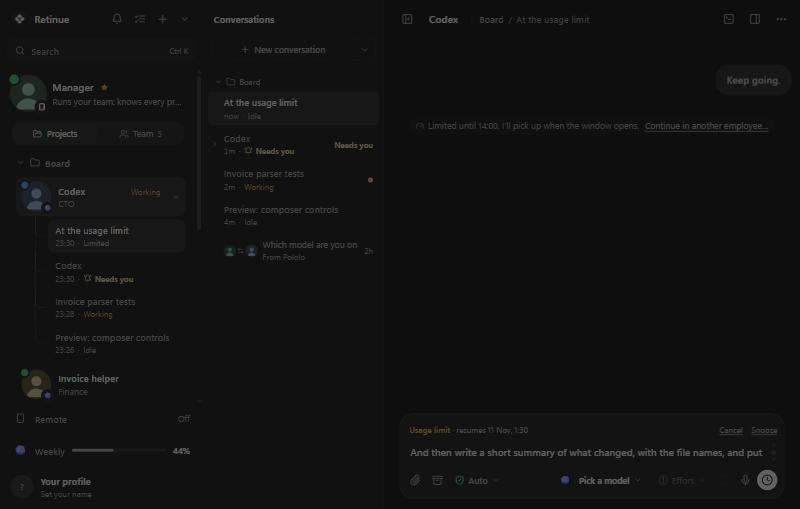 Retinue
Search
Ctrl K
Manager
Runs your team: knows every pr...
Projects
Team 5
Board
Codex
Working
CTO
At the usage limit
23:30 · Limited
Codex
23:30 · Needs you
Invoice parser tests
23:28 · Working
Preview: composer controls
23:26 · Idle
Invoice helper
Finance
Remote
Off
Weekly
44%
?
Your profile
Set your name
Conversations
New conversation
Board
At the usage limit
now · Idle
Codex
1m · Needs you
Needs you
Invoice parser tests
2m · Working
Preview: composer controls
4m · Idle
Which model are you on
2h
From Pololo
Codex
Board / At the usage limit
Keep going.
Limited until 14:00, I'll pick up when the window opens. Continue in another employee...
Usage limit · resumes 11 Nov, 1:30
Cancel
Snooze
And then write a short summary of what changed, with the file names, and put
Auto
Pick a model
Effort